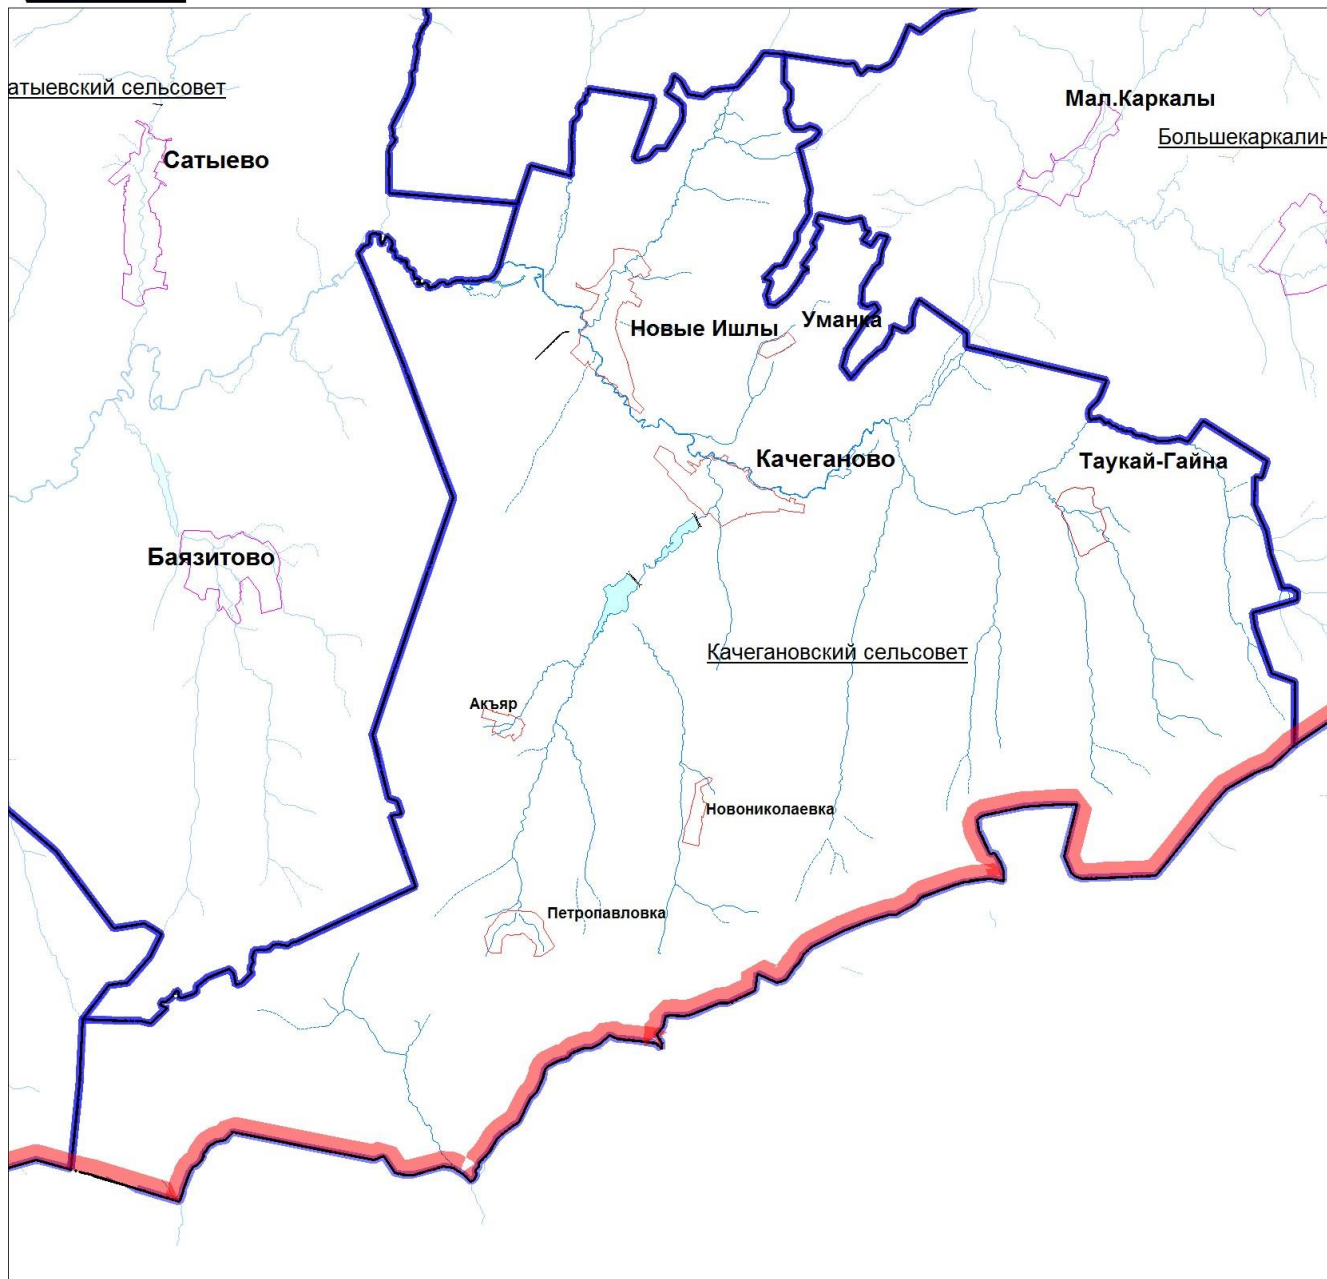 атыевский сельсовет
Мал.Каркалы
Большекаркалин
Сатыево
Новые Ишлы
Уманка
Качеганово
Таукай-Гайна
Баязитово
Качегановский сельсовет
Акъяр
Новониколаевка
Петропавловка